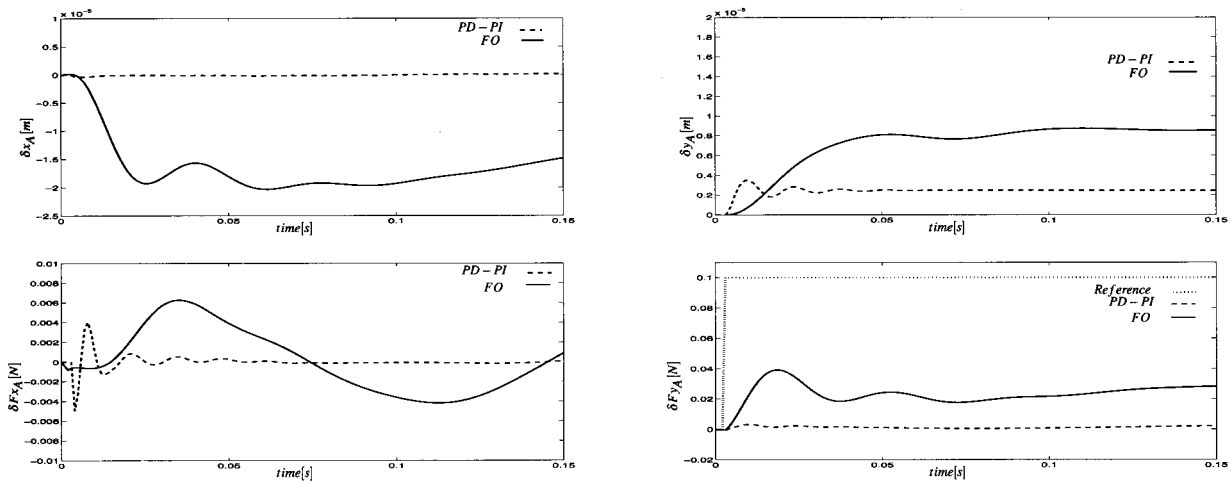 1 × 10⁻⁵
PD – PI
FO
0.5
0
−0.5
−1
−1.5
−2
−2.5
δx_A[m]
0
0.05
0.1
0.15
time[s]
2 × 10⁻⁵
PD – PI
FO
1.8
1.6
1.4
1.2
1
0.8
0.6
0.4
0.2
0
δy_A[m]
0
0.05
0.1
0.15
time[s]
0.01
PD – PI
FO
0.008
0.006
0.004
0.002
0
−0.002
−0.004
−0.006
−0.008
−0.01
δFx_A[N]
0
0.05
0.1
0.15
time[s]
Reference
PD – PI
FO
0.1
0.08
0.06
0.04
0.02
0
−0.02
δFy_A[N]
0
0.05
0.1
0.15
time[s]